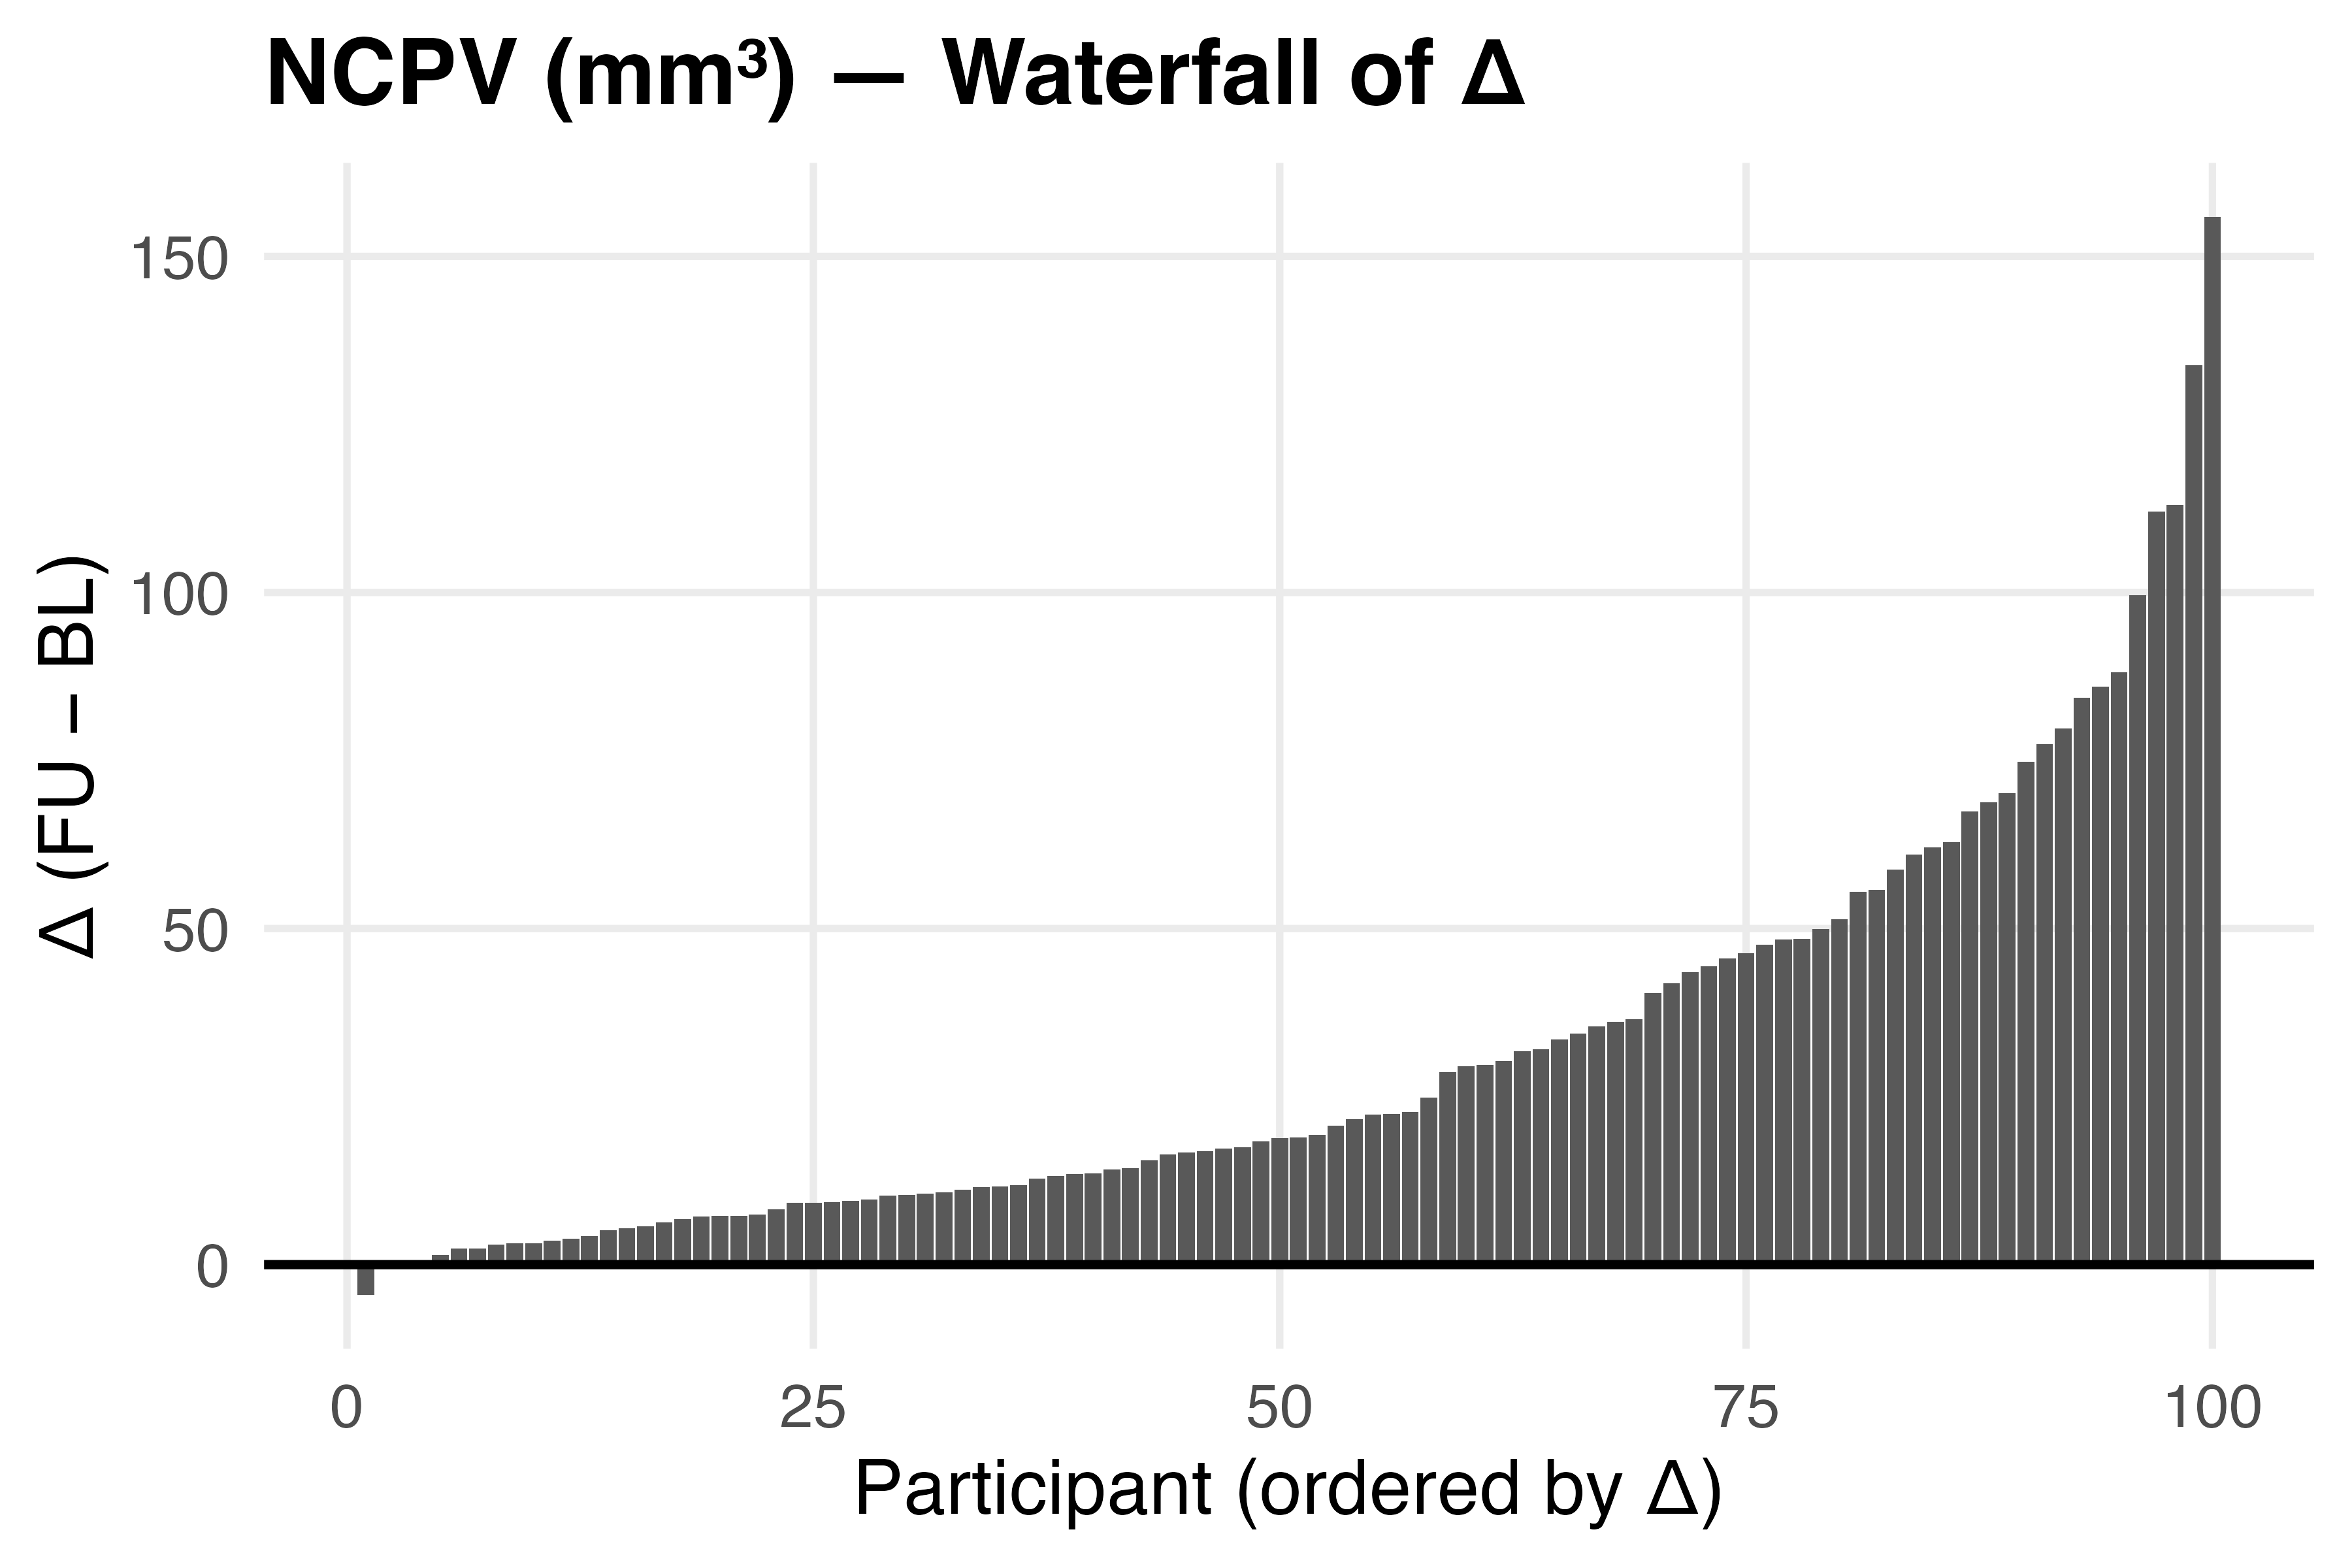 NCPV (mm³) — Waterfall of Δ
Δ (FU – BL)
150
100
50
0
0 25 50 75 100
Participant (ordered by Δ)